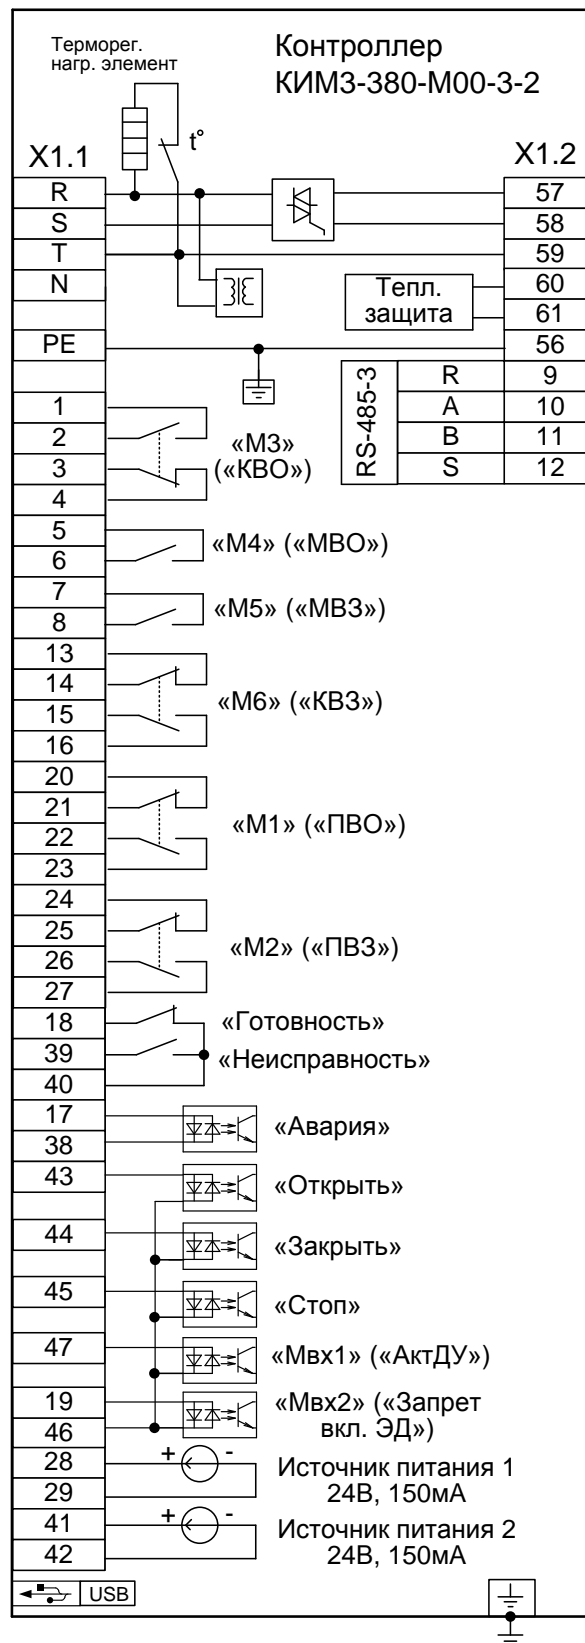 Терморег.
нагр. элемент
Контроллер
КИМ3-380-М00-3-2
t°
X1.1
X1.2
R
57
S
58
T
59
N
60
Тепл.
защита
61
PE
56
RS-485-3
R
9
A
10
B
11
S
12
1
2
3
4
«М3»
(«КВО»)
5
6
«М4» («МВО»)
7
8
«М5» («МВЗ»)
13
14
15
16
«М6» («КВЗ»)
20
21
22
23
«М1» («ПВО»)
24
25
26
27
«М2» («ПВЗ»)
18
«Готовность»
39
«Неисправность»
40
17
38
«Авария»
43
«Открыть»
44
«Закрыть»
45
«Стоп»
47
«Мвх1» («АктДУ»)
19
46
«Мвх2» («Запрет
вкл. ЭД»)
28
+ -
29
Источник питания 1
24В, 150мА
41
+ -
42
Источник питания 2
24В, 150мА
USB